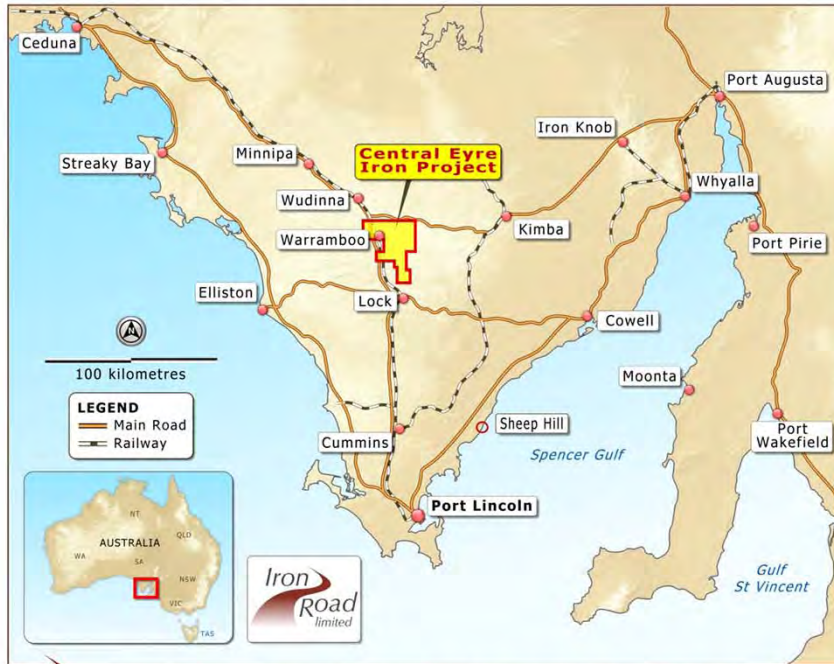 Ceduna
Port Augusta
Iron Knob
Streaky Bay
Minnipa
Central Eyre
Iron Project
Whyalla
Wudinna
Kimba
Warramboo
Port Pirie
Elliston
Lock
Cowell
N
100 kilometres
Moonta
LEGEND
Main Road
Railway
Cummins
Sheep Hill
Port
Wakefield
Spencer Gulf
Port Lincoln
NT
QLD
AUSTRALIA
WA
SA
NSW
VIC
TAS
Iron
Road
limited
Gulf
St Vincent